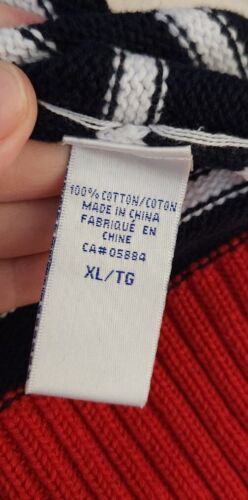 100% COTTON/COTON
MADE IN CHINA
FABRIQUÉ EN
CHINE
CA# 05884
XL/TG